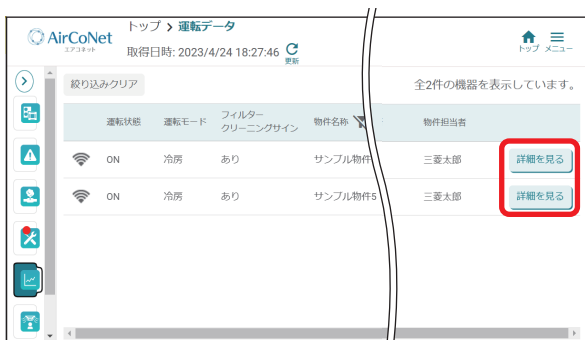 AirCoNet
エアコネット
トップ > 運転データ
取得日時: 2023/4/24 18:27:46
更新
トップ メニュー
絞り込みクリア
全2件の機器を表示しています。
運転状態 運転モード フィルター クリーニングサイン 物件名称 物件担当者
ON 冷房 あり サンプル物件 三菱太郎 詳細を見る
ON 冷房 あり サンプル物件5 三菱太郎 詳細を見る